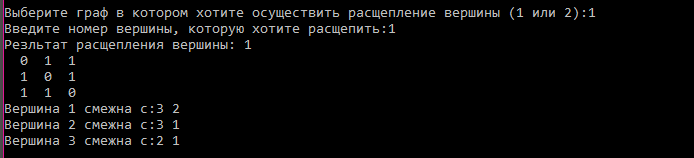 Выберите граф в котором хотите осуществить расщепление вершины (1 или 2):1
Введите номер вершины, которую хотите расщепить:1
Резльтат расщепления вершины: 1
0 1 1
1 0 1
1 1 0
Вершина 1 смежна с:3 2
Вершина 2 смежна с:3 1
Вершина 3 смежна с:2 1